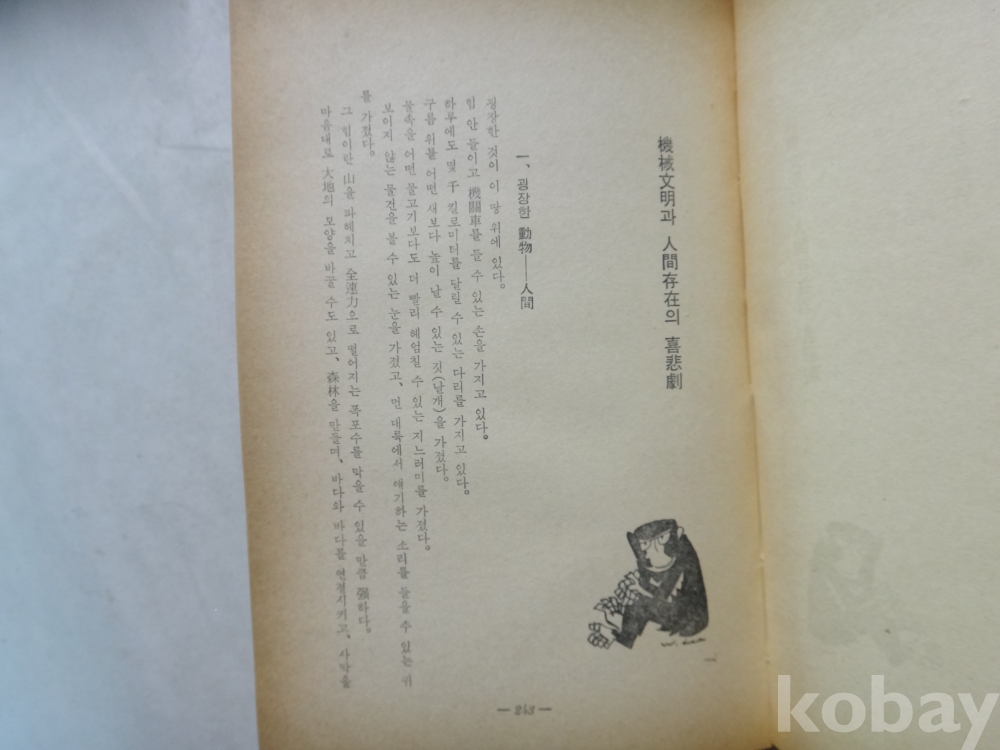 機械文明과 人間存在의 喜悲劇
一、굉장한 動物——人間
굉장한 것이 이 땅 위에 있다.
힘 안 들이고 機關車를 들 수 있는 손을 가지고 있다.
하루에도 몇 千 킬로미터를 달릴 수 있는 다리를 가지고 있다.
구름 위를 어떤 새보다 높이 날 수 있는 깃(날개)을 가졌다.
물속을 어떤 물고기보다도 더 빨리 헤엄칠 수 있는 지느러미를 가졌다.
보이지 않는 물건을 볼 수 있는 눈을 가졌고, 먼 대륙에서 얘기하는 소리를 들을 수 있는 귀
를 가졌다.
그 힘이란 山을 파헤치고 全速力으로 떨어지는 폭포수를 막을 수 있을 만큼 强하다.
마음대로 大地의 모양을 바꿀 수도 있고, 森林을 만들며, 바다와 바다를 연결시키고, 사막을
— 243 —
kobay